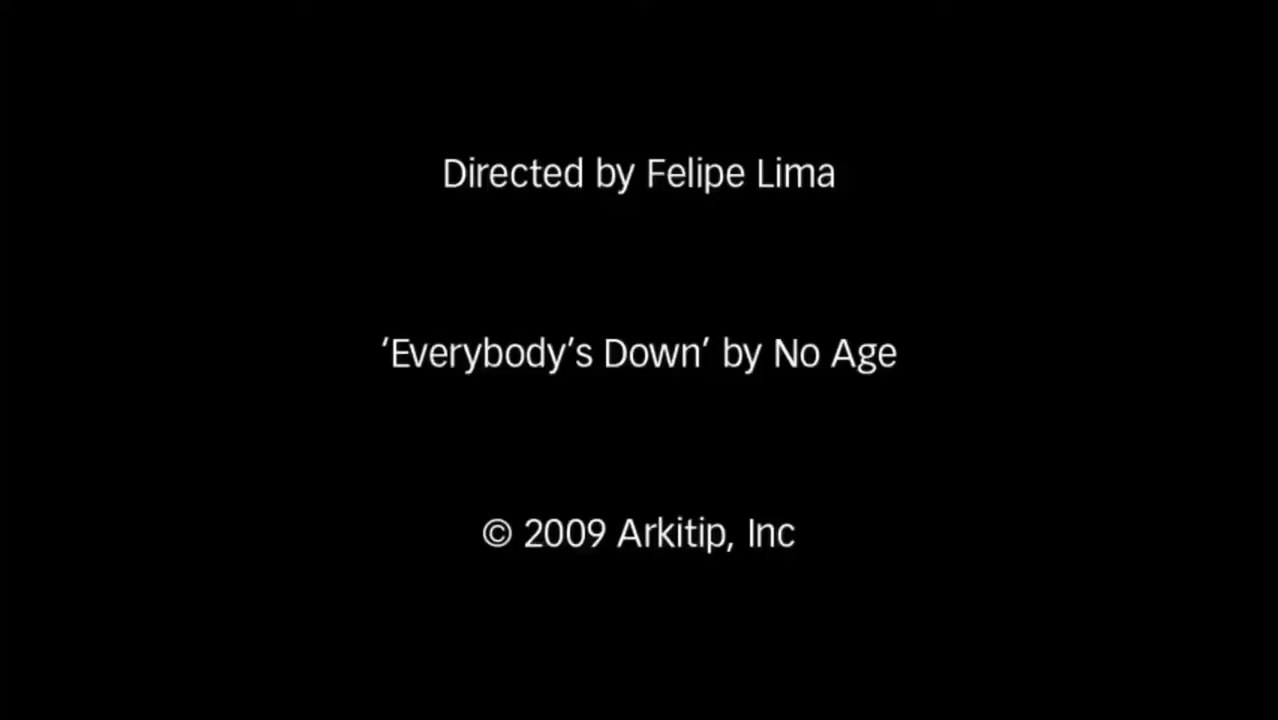 Directed by Felipe Lima
‘Everybody’s Down’ by No Age
© 2009 Arkitip, Inc